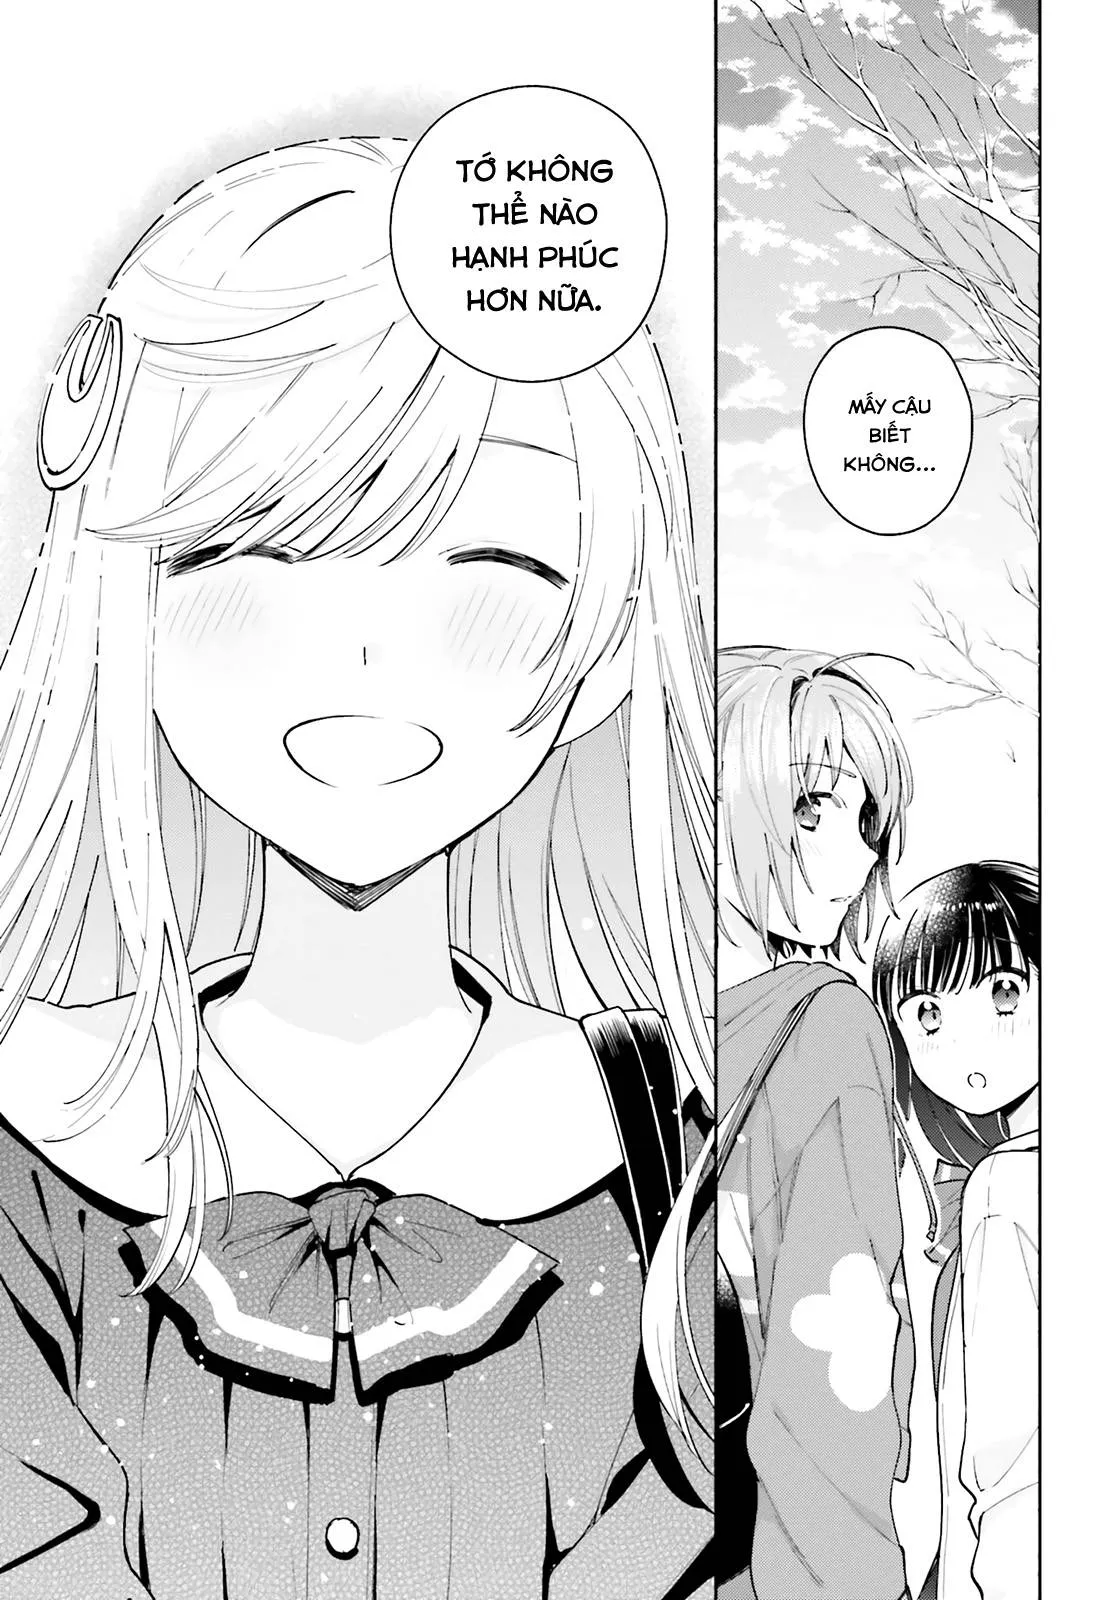 MẤY CẬU
BIẾT
KHÔNG...
TỚ KHÔNG
THỂ NÀO
HẠNH PHÚC
HƠN NỮA.